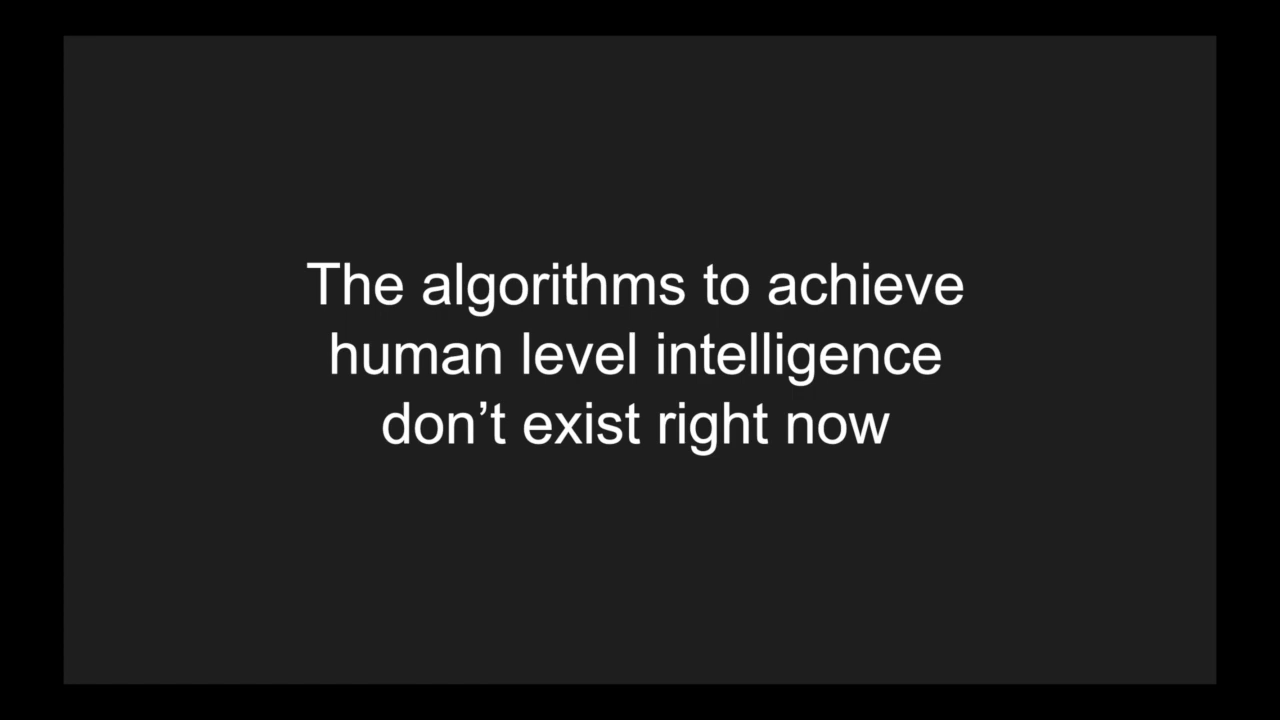 The algorithms to achieve
human level intelligence
don’t exist right now